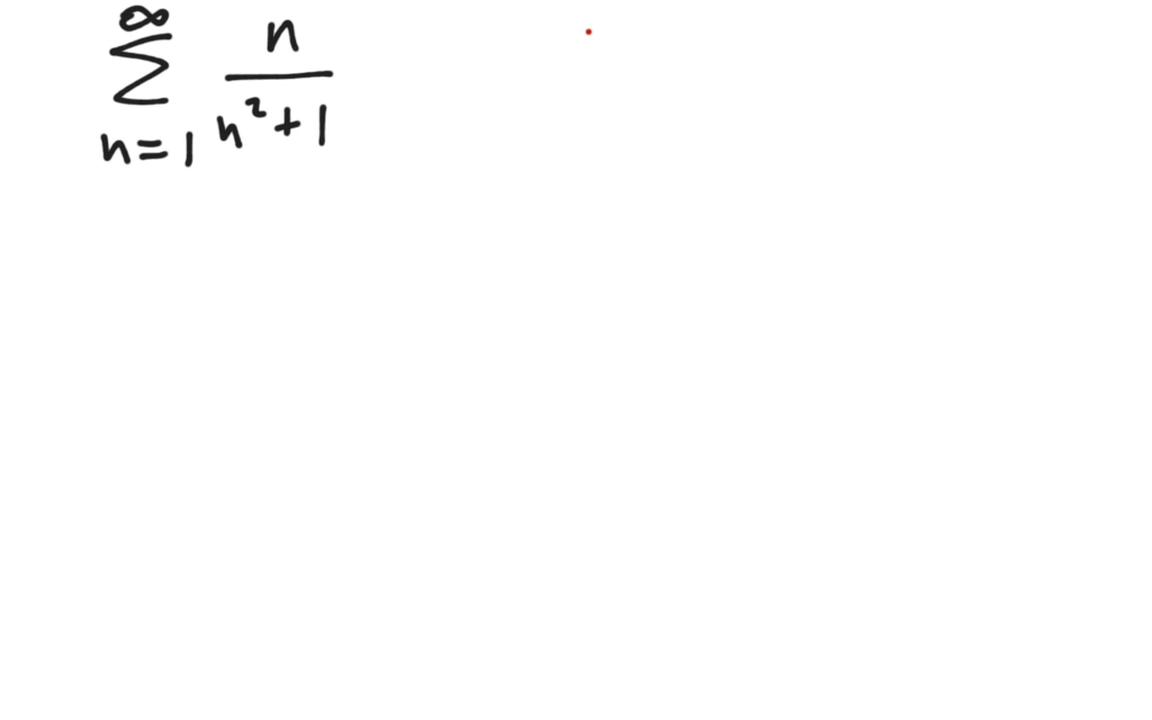 ∞
∑ n/(n²+1)
n=1